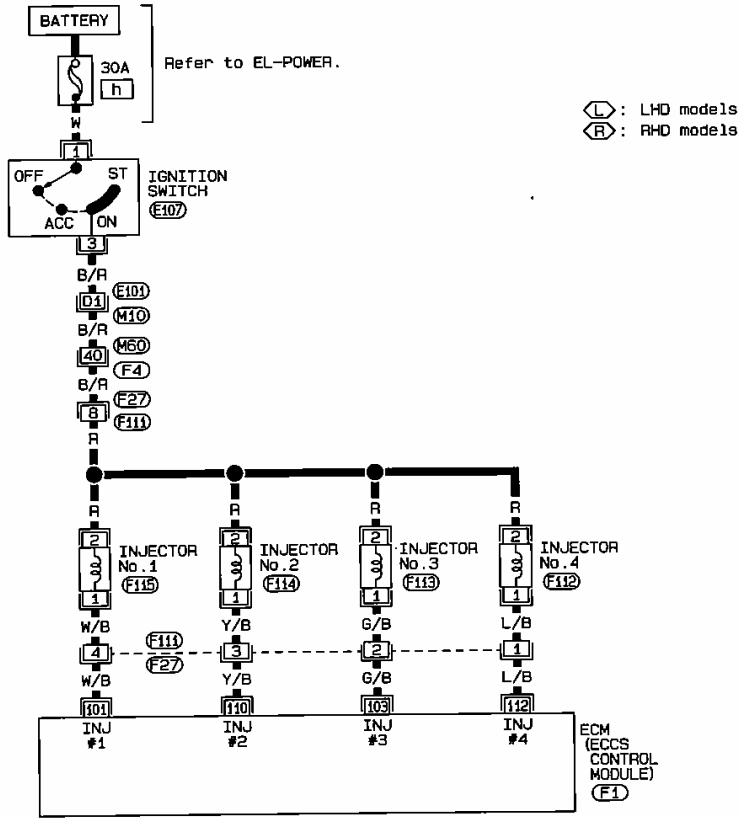 BATTERY
30A
h
Refer to EL-POWER.
W
L : LHD models
R : RHD models
1
OFF
ST
ACC
ON
IGNITION
SWITCH
E107
3
B/R
D1
E101
M10
B/R
40
M60
F4
B/R
8
F27
F111
R
R
R
R
R
2
2
2
2
INJECTOR
No.1
F115
INJECTOR
No.2
F114
INJECTOR
No.3
F113
INJECTOR
No.4
F112
1
1
1
1
W/B
Y/B
G/B
L/B
4
F111
F27
3
2
1
W/B
Y/B
G/B
L/B
101
110
103
112
INJ
#1
INJ
#2
INJ
#3
INJ
#4
ECM
(ECCS
CONTROL
MODULE)
F1